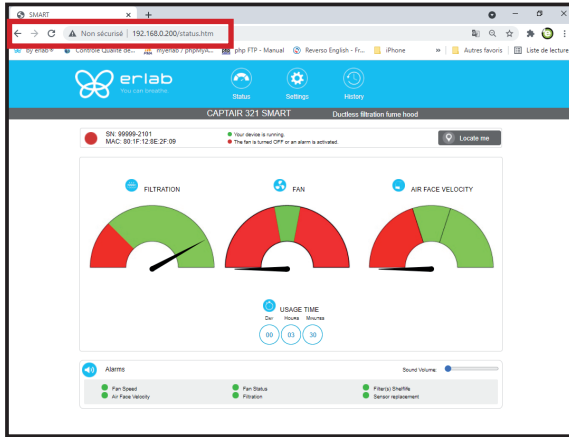 SMART
Non sécurisé | 192.168.0.200/status.htm
by erlab
Contrôle Qualité de... myerlab / phpMyA... php FTP - Manual Reverso English - Fr... iPhone » Autres favoris Liste de lecture
erlab
You can breathe
Status Settings History
CAPTAIR 321 SMART Ductless filtration fume hood
SN: 99999-2101
MAC: 80:1F:12:8E:2F:09
Your device is running.
The fan is turned OFF or an alarm is activated.
Locate me
FILTRATION FAN AIR FACE VELOCITY
USAGE TIME
Day Hours Minutes
00 03 30
Alarms Sound Volume:
Fan Speed Fan Status Filter(s) Shelflife
Air Face Velocity Filtration Sensor replacement